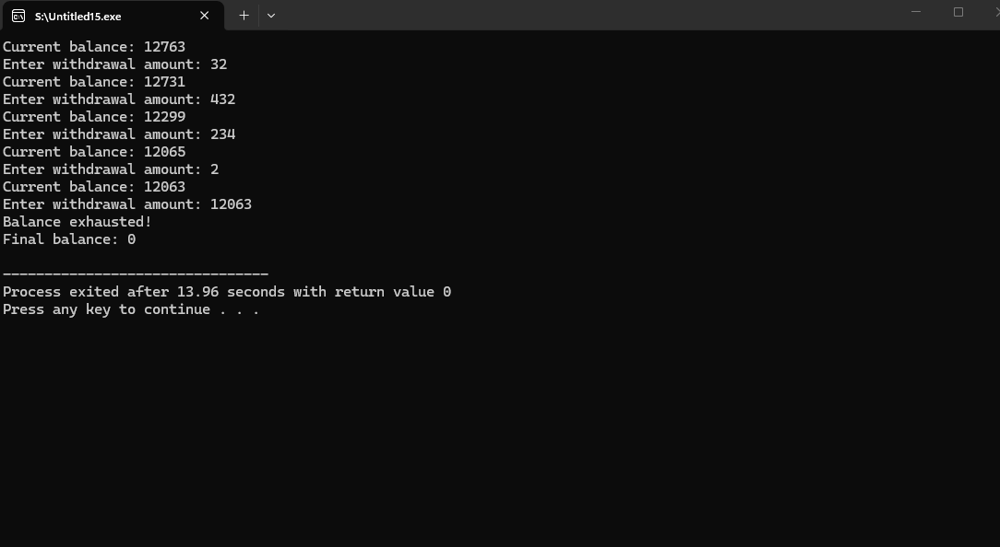 S:\Untitled15.exe
Current balance: 12763
Enter withdrawal amount: 32
Current balance: 12731
Enter withdrawal amount: 432
Current balance: 12299
Enter withdrawal amount: 234
Current balance: 12065
Enter withdrawal amount: 2
Current balance: 12063
Enter withdrawal amount: 12063
Balance exhausted!
Final balance: 0
--------------------------------
Process exited after 13.96 seconds with return value 0
Press any key to continue . . .